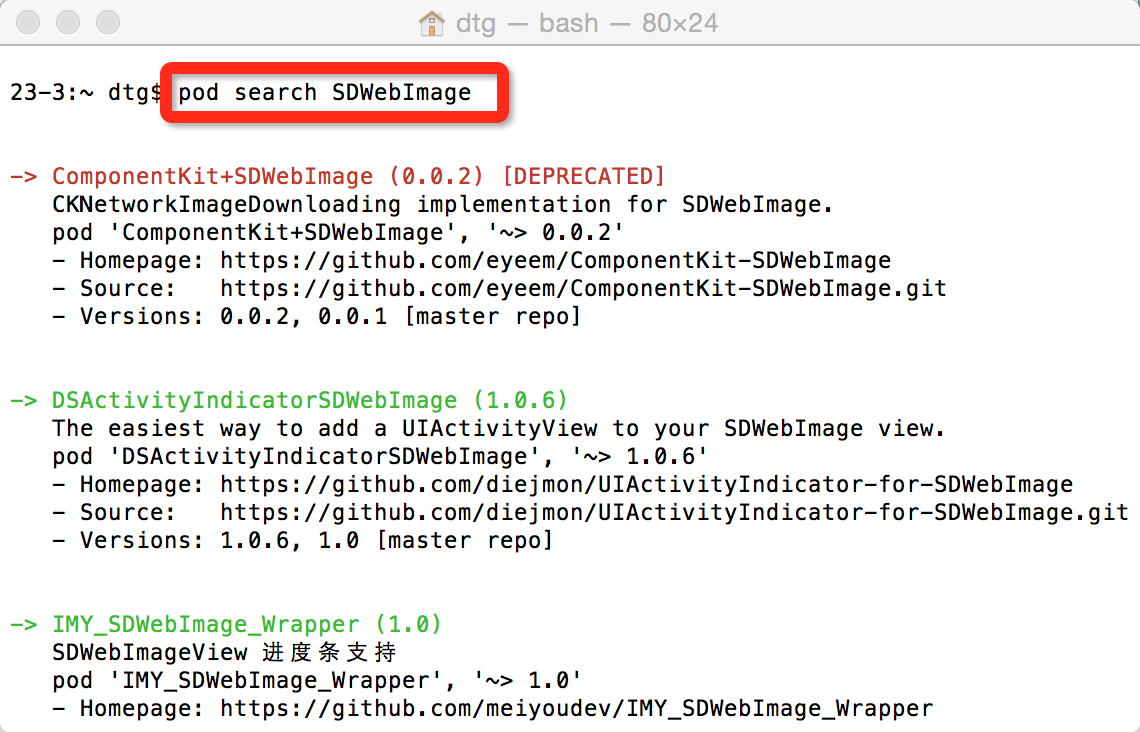 dtg — bash — 80×24
23-3:~ dtg$ pod search SDWebImage
-> ComponentKit+SDWebImage (0.0.2) [DEPRECATED]
CKNetworkImageDownloading implementation for SDWebImage.
pod 'ComponentKit+SDWebImage', '~> 0.0.2'
- Homepage: https://github.com/eyeem/ComponentKit-SDWebImage
- Source:   https://github.com/eyeem/ComponentKit-SDWebImage.git
- Versions: 0.0.2, 0.0.1 [master repo]
-> DSActivityIndicatorSDWebImage (1.0.6)
The easiest way to add a UIActivityView to your SDWebImage view.
pod 'DSActivityIndicatorSDWebImage', '~> 1.0.6'
- Homepage: https://github.com/diejmon/UIActivityIndicator-for-SDWebImage
- Source:   https://github.com/diejmon/UIActivityIndicator-for-SDWebImage.git
- Versions: 1.0.6, 1.0 [master repo]
-> IMY_SDWebImage_Wrapper (1.0)
SDWebImageView 进度条支持
pod 'IMY_SDWebImage_Wrapper', '~> 1.0'
- Homepage: https://github.com/meiyoudev/IMY_SDWebImage_Wrapper